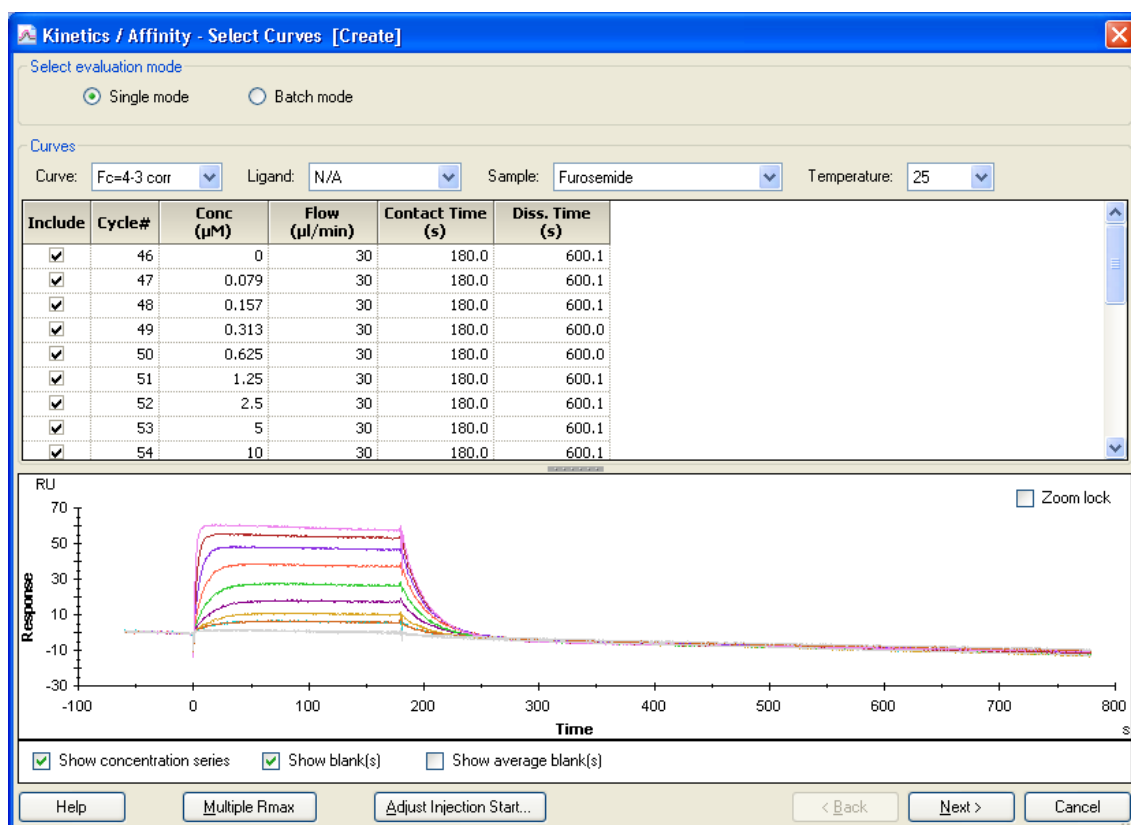 Kinetics / Affinity - Select Curves [Create]
Select evaluation mode
Single mode Batch mode
Curves
Curve: Fc=4-3 corr Ligand: N/A Sample: Furosemide Temperature: 25
Include Cycle# Conc (µM) Flow (µl/min) Contact Time (s) Diss. Time (s)
46 0 30 180.0 600.1
47 0.079 30 180.0 600.1
48 0.157 30 180.0 600.1
49 0.313 30 180.0 600.0
50 0.625 30 180.0 600.0
51 1.25 30 180.0 600.1
52 2.5 30 180.0 600.1
53 5 30 180.0 600.1
54 10 30 180.0 600.1
RU
Zoom lock
70
50
30
10
-10
-30
Response
-100 0 100 200 300 400 500 600 700 800
Time
s
Show concentration series Show blank(s) Show average blank(s)
Help Multiple Rmax Adjust Injection Start... < Back Next > Cancel